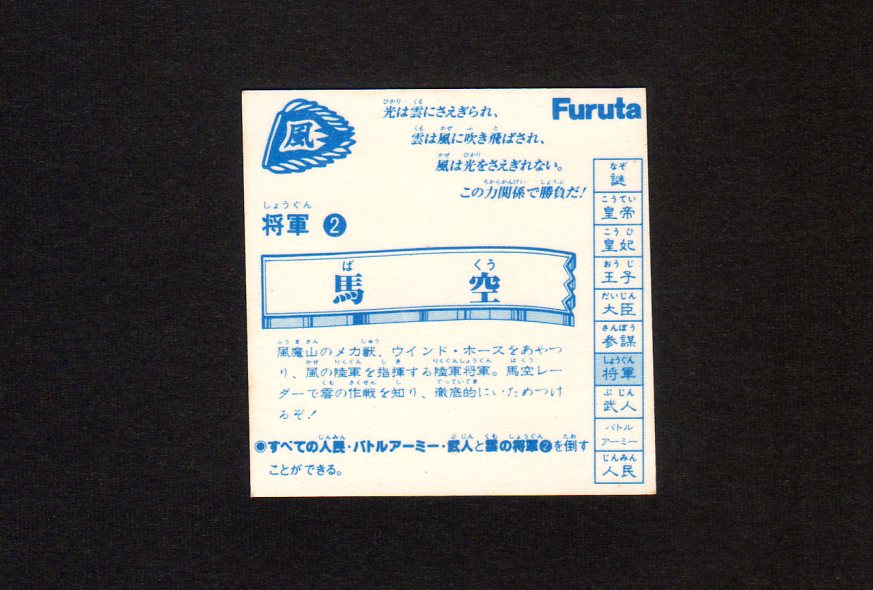 風
光は雲にさえぎられ、
雲は風に吹き飛ばされ、
風は光をさえぎれない。
この力関係で勝負だ!
Furuta
将軍 2
馬空
風魔山のメカ獣、ウインド・ホースをあやつ
り、風の陸軍を指揮する陸軍将軍。馬空レー
ダーで雲の作戦を知り、徹底的にいためつけ
るぞ!
●すべての人民・バトルアーミー・武人と雲の将軍❷を倒す
ことができる。
謎
皇帝
皇妃
王子
大臣
参謀
将軍
武人
バトル
アーミー
人民